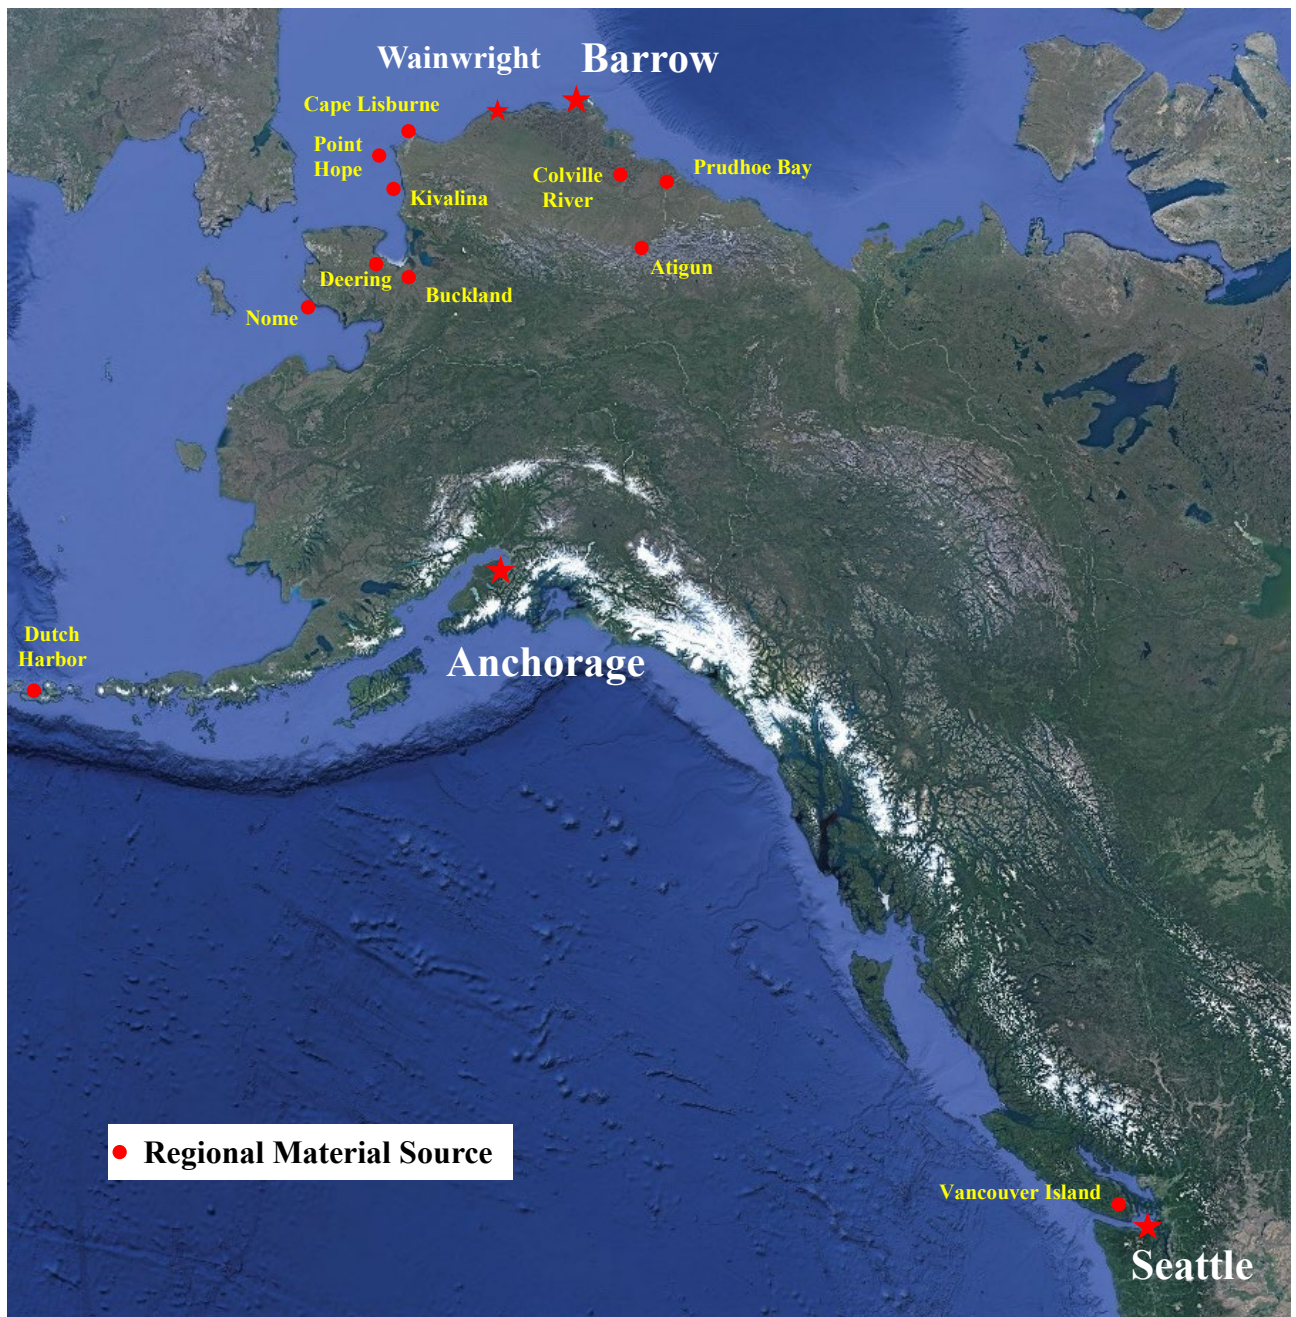 Wainwright
Barrow
Cape Lisburne
Point
Hope
Prudhoe Bay
Colville
River
Kivalina
Atigun
Deering
Buckland
Nome
Dutch
Harbor
Anchorage
Regional Material Source
Vancouver Island
Seattle